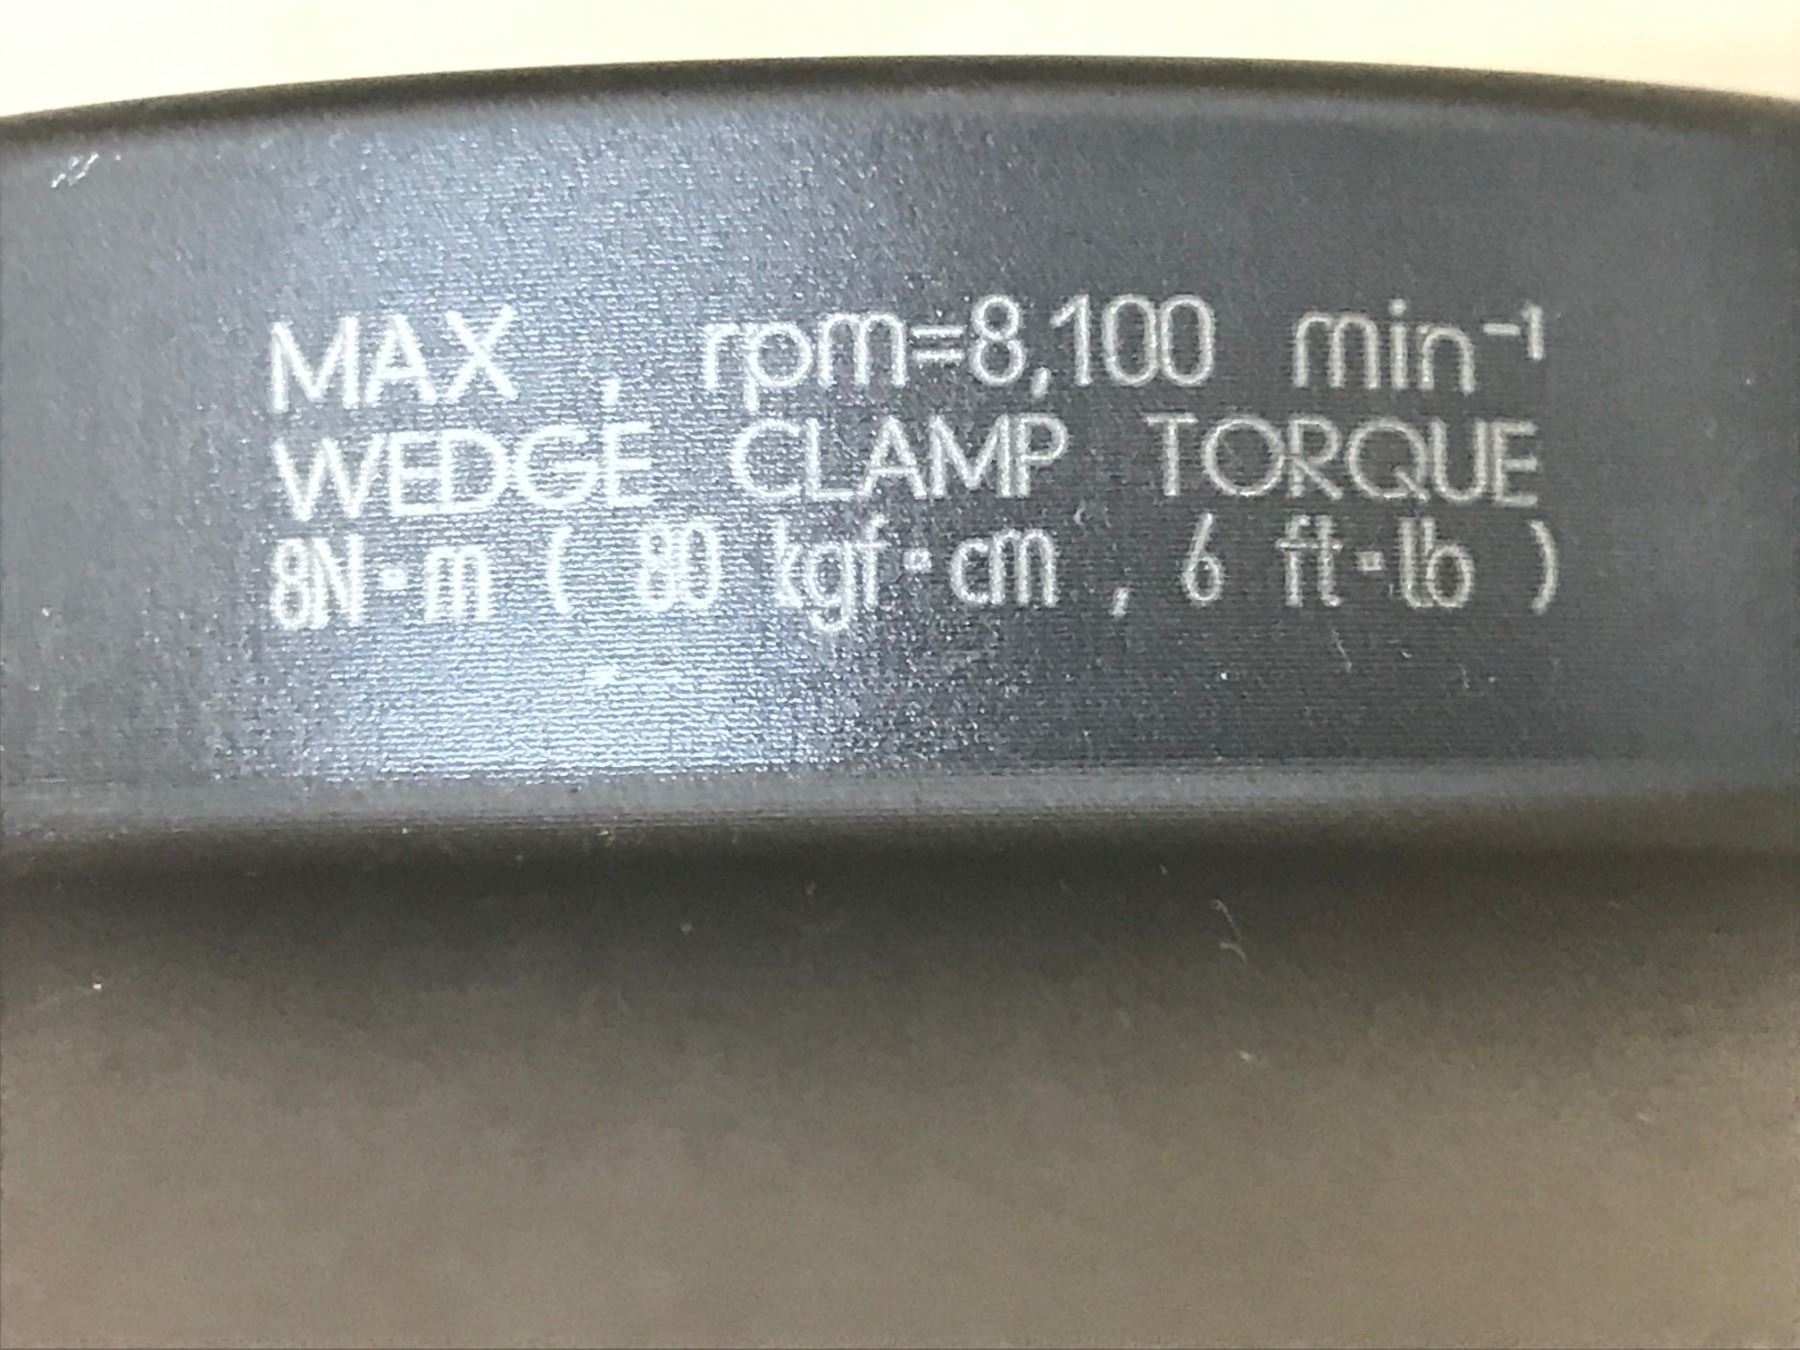 MAX , rpm=8,100 min⁻¹
WEDGE CLAMP TORQUE
8N·m ( 80 kgf·cm , 6 ft·lb )